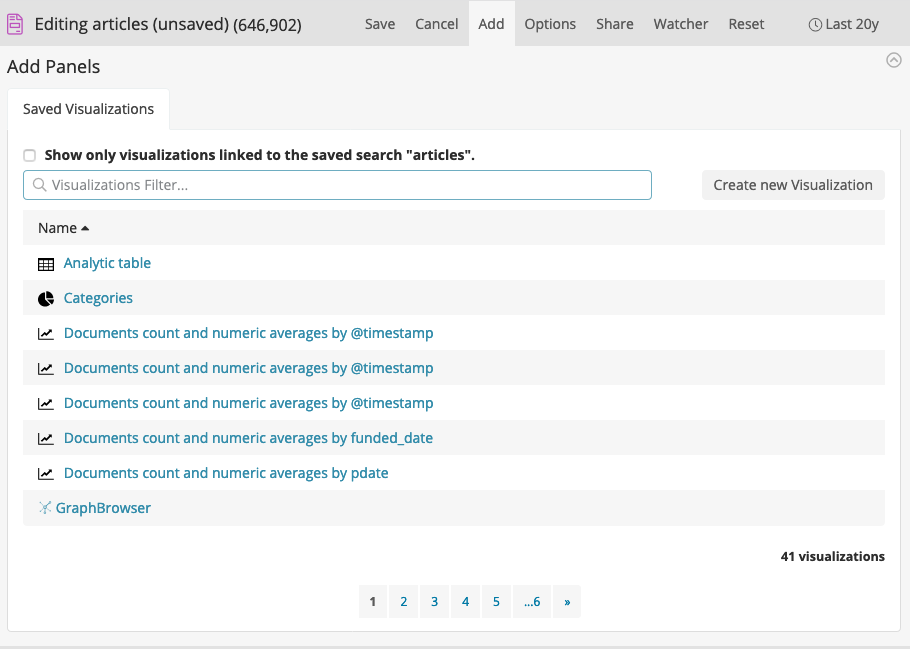 Editing articles (unsaved) (646,902) Save Cancel Add Options Share Watcher Reset Last 20y
Add Panels
Saved Visualizations
Show only visualizations linked to the saved search "articles".
Visualizations Filter... Create new Visualization
Name
Analytic table
Categories
Documents count and numeric averages by @timestamp
Documents count and numeric averages by @timestamp
Documents count and numeric averages by @timestamp
Documents count and numeric averages by funded_date
Documents count and numeric averages by pdate
GraphBrowser
41 visualizations
1 2 3 4 5 ...6 »